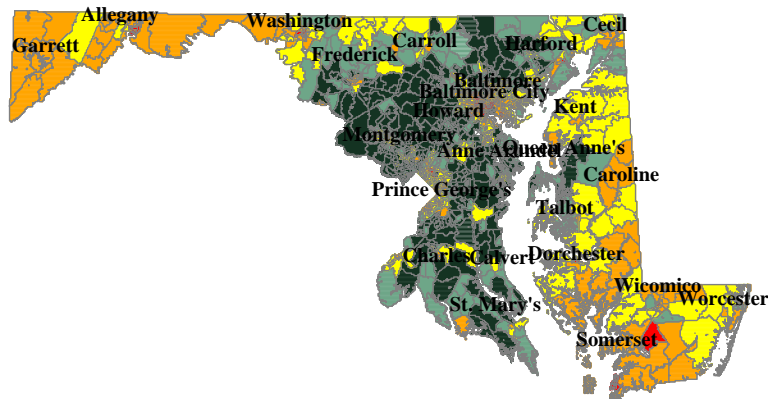 Allegany
Washington
Cecil
Garrett
Carroll
Harford
Frederick
Baltimore
Baltimore City
Kent
Howard
Montgomery
Anne Arundel
Queen Anne's
Caroline
Prince George's
Talbot
Charles
Calvert
Dorchester
Wicomico
Worcester
St. Mary's
Somerset